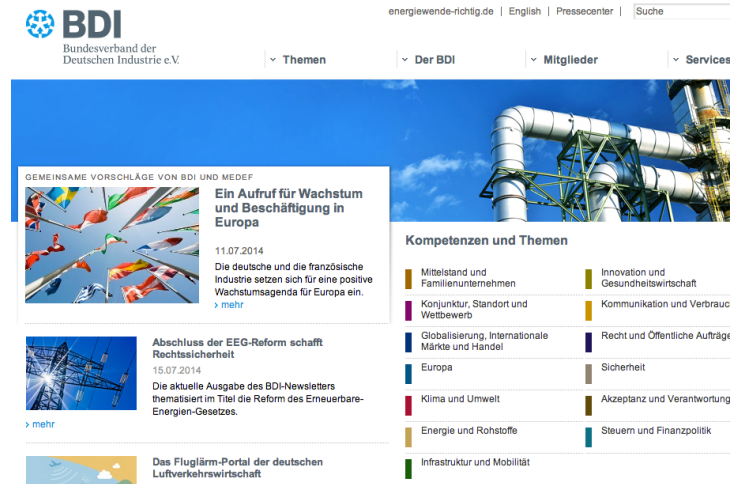 energiewende-richtig.de | English | Pressecenter |
Suche
BDI
Bundesverband der
Deutschen Industrie e.V.
Themen
Der BDI
Mitglieder
Services
GEMEINSAME VORSCHLÄGE VON BDI UND MEDEF
Ein Aufruf für Wachstum
und Beschäftigung in
Europa
11.07.2014
Die deutsche und die französische
Industrie setzen sich für eine positive
Wachstumsagenda für Europa ein.
› mehr
Abschluss der EEG-Reform schafft
Rechtssicherheit
15.07.2014
Die aktuelle Ausgabe des BDI-Newsletters
thematisiert im Titel die Reform des Erneuerbare-
Energien-Gesetzes.
› mehr
Das Fluglärm-Portal der deutschen
Luftverkehrswirtschaft
Kompetenzen und Themen
Mittelstand und
Familienunternehmen
Konjunktur, Standort und
Wettbewerb
Globalisierung, Internationale
Märkte und Handel
Europa
Klima und Umwelt
Energie und Rohstoffe
Infrastruktur und Mobilität
Innovation und
Gesundheitswirtschaft
Kommunikation und Verbrauc
Recht und Öffentliche Aufträge
Sicherheit
Akzeptanz und Verantwortung
Steuern und Finanzpolitik